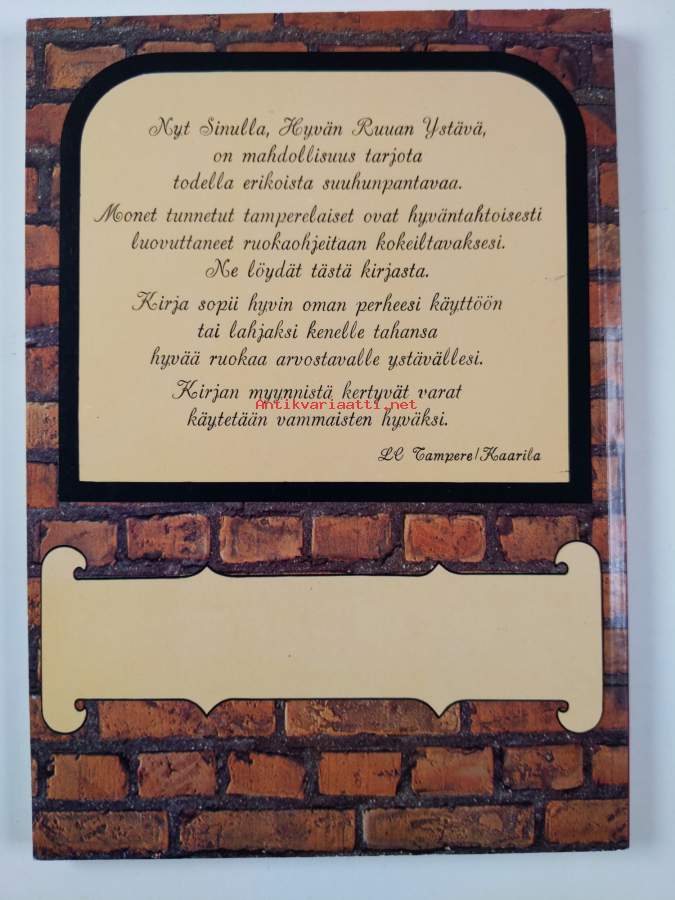 Nyt Sinulla, Hyvän Ruuan Ystävä,
on mahdollisuus tarjota
todella erikoista suuhunpantavaa.
Monet tunnetut tamperelaiset ovat hyväntahtoisesti
luovuttaneet ruokaohjeitaan kokeiltavaksesi.
Ne löydät tästä kirjasta.
Kirja sopii hyvin oman perheesi käyttöön
tai lahjaksi kenelle tahansa
hyvää ruokaa arvostavalle ystävällesi.
Kirjan myynnistä kertyvät varat
Antikvariaatti.net
käytetään vammaisten hyväksi.
LC Tampere/Kaarila